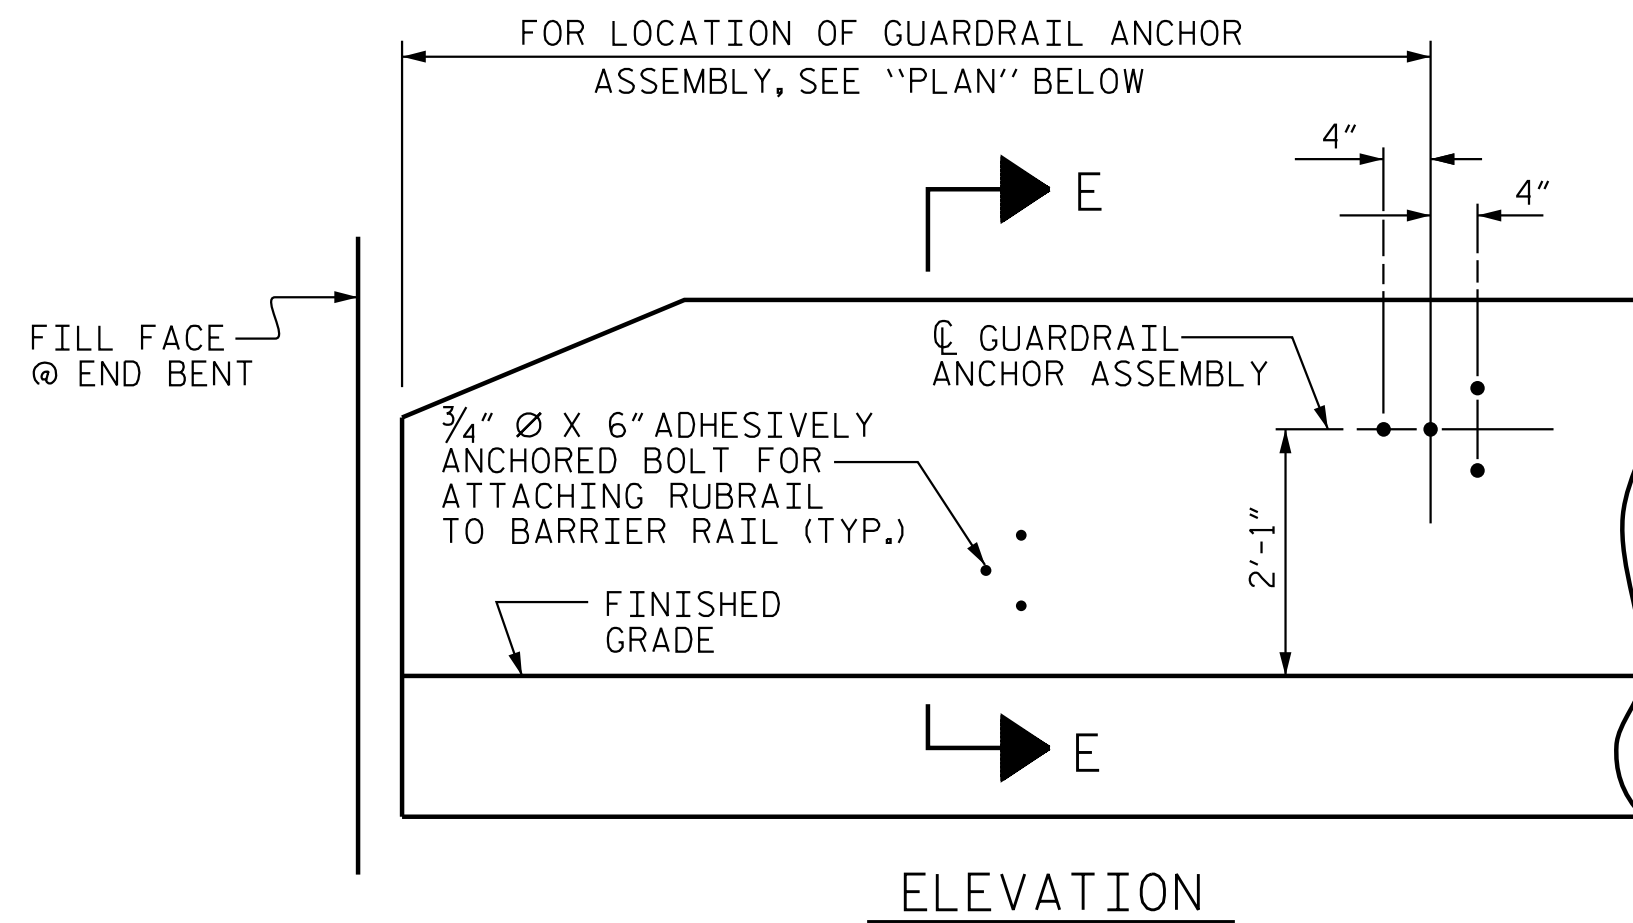 FOR LOCATION OF GUARDRAIL ANCHOR
ASSEMBLY, SEE ‵‵PLAN′′ BELOW
4″
4″
E
FILL FACE
@ END BENT
℄ GUARDRAIL
ANCHOR ASSEMBLY
3/4″ Ø X 6″ ADHESIVELY
ANCHORED BOLT FOR
ATTACHING RUBRAIL
TO BARRIER RAIL (TYP.)
2′-1″
FINISHED
GRADE
E
ELEVATION